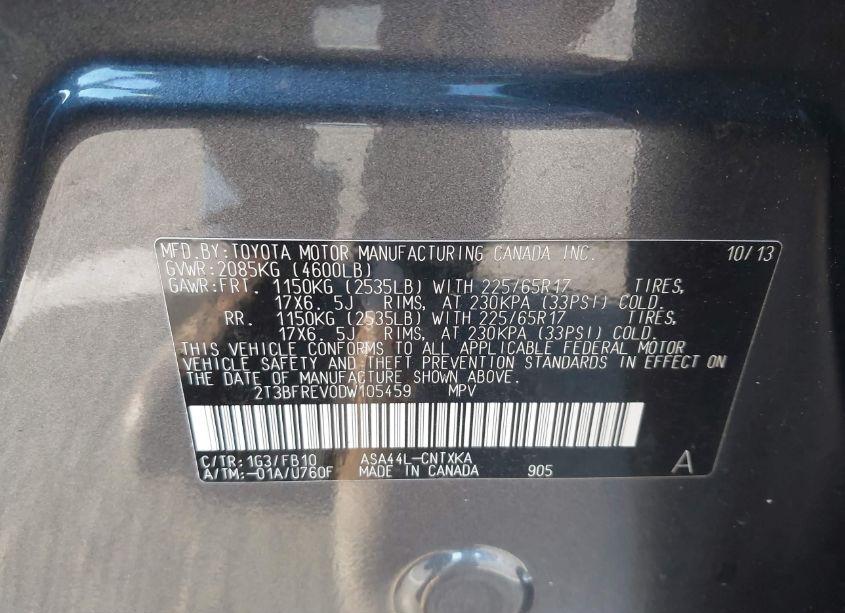 MFD.BY:TOYOTA MOTOR MANUFACTURING CANADA INC. 10/13
GVWR:2085KG (4600LB)
GAWR:FRT. 1150KG (2535LB) WITH 225/65R17 TIRES,
17X6.5J RIMS, AT 230KPA (33PSI) COLD.
RR. 1150KG (2535LB) WITH 225/65R17 TIRES,
17X6.5J RIMS, AT 230KPA (33PSI) COLD.
THIS VEHICLE CONFORMS TO ALL APPLICABLE FEDERAL MOTOR
VEHICLE SAFETY AND THEFT PREVENTION STANDARDS IN EFFECT ON
THE DATE OF MANUFACTURE SHOWN ABOVE.
2T3BFREV0DW105459 MPV
C/TR:1G3/FB10 ASA44L-CNTXKA
A/TM:-01A/U760F MADE IN CANADA 905 A